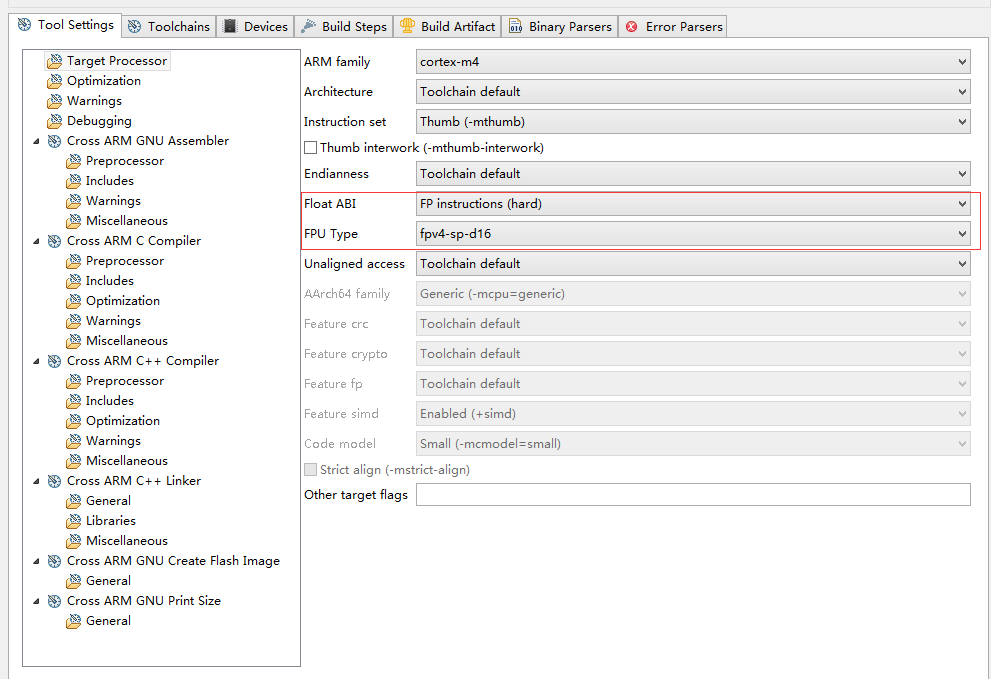 Tool Settings Toolchains Devices Build Steps Build Artifact Binary Parsers Error Parsers
Target Processor
Optimization
Warnings
Debugging
Cross ARM GNU Assembler
Preprocessor
Includes
Warnings
Miscellaneous
Cross ARM C Compiler
Preprocessor
Includes
Optimization
Warnings
Miscellaneous
Cross ARM C++ Compiler
Preprocessor
Includes
Optimization
Warnings
Miscellaneous
Cross ARM C++ Linker
General
Libraries
Miscellaneous
Cross ARM GNU Create Flash Image
General
Cross ARM GNU Print Size
General
ARM family cortex-m4
Architecture Toolchain default
Instruction set Thumb (-mthumb)
Thumb interwork (-mthumb-interwork)
Endianness Toolchain default
Float ABI FP instructions (hard)
FPU Type fpv4-sp-d16
Unaligned access Toolchain default
AArch64 family Generic (-mcpu=generic)
Feature crc Toolchain default
Feature crypto Toolchain default
Feature fp Toolchain default
Feature simd Enabled (+simd)
Code model Small (-mcmodel=small)
Strict align (-mstrict-align)
Other target flags